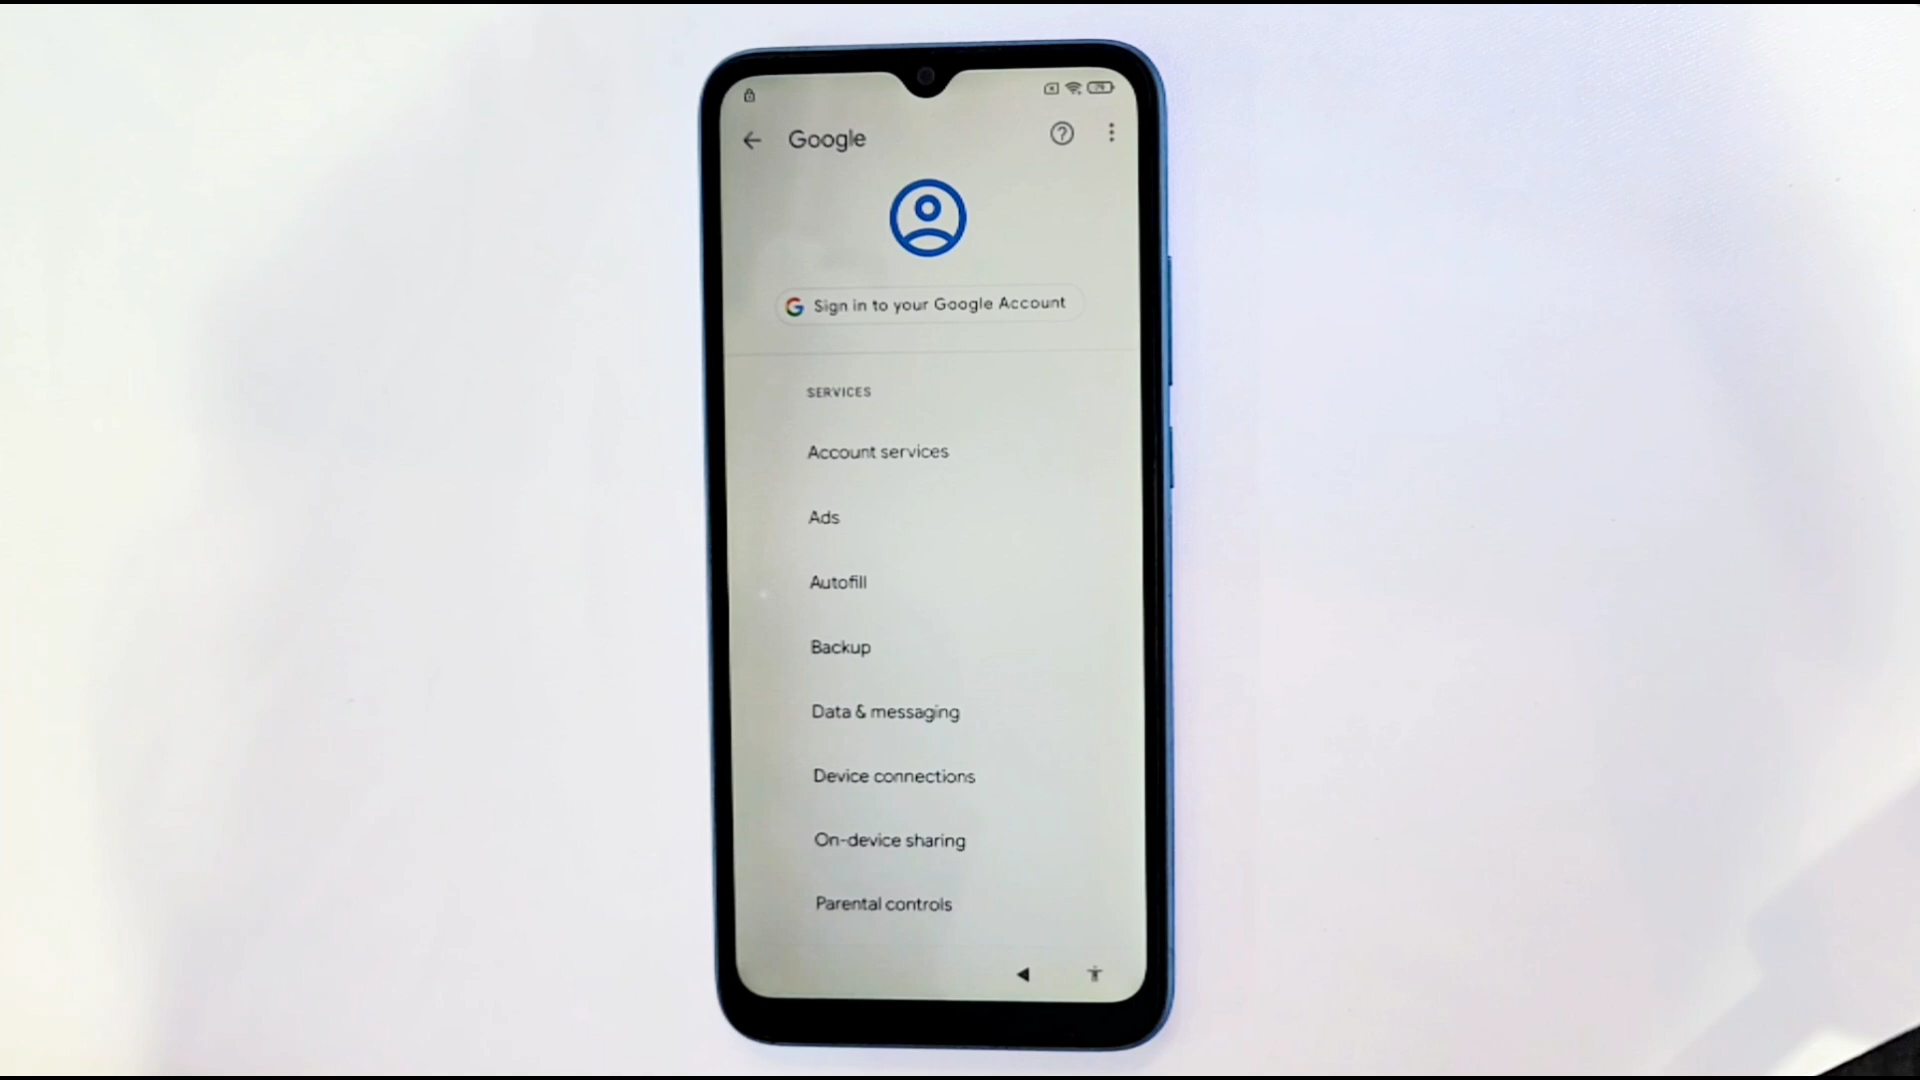 Google
Sign in to your Google Account
SERVICES
Account services
Ads
Autofill
Backup
Data & messaging
Device connections
On-device sharing
Parental controls